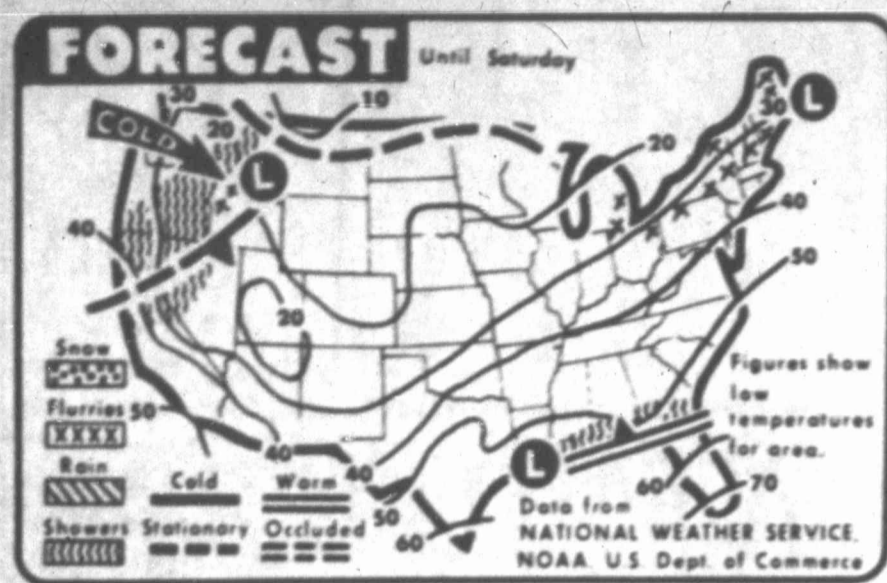 FORECAST
Until Saturday
30
10
COLD
20
L
20
30
L
40
40
50
20
Snow
Flurries
50
XXXX
Rain
Cold
Warm
40
40
Showers
Stationary
Occluded
50
60
L
Figures show
low
temperatures
for area.
60
70
Data from
NATIONAL WEATHER SERVICE,
NOAA, U.S. Dept. of Commerce